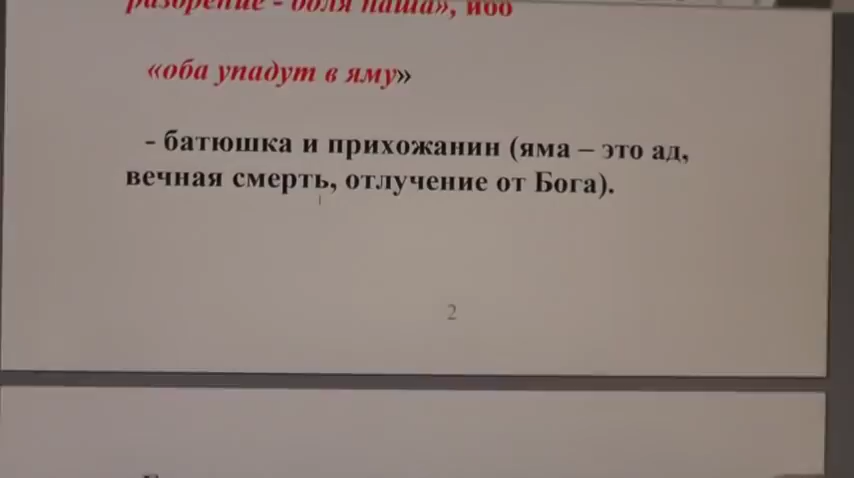 разорение - доля наша», ибо
«оба упадут в яму»
- батюшка и прихожанин (яма – это ад,
вечная смерть, отлучение от Бога).
2